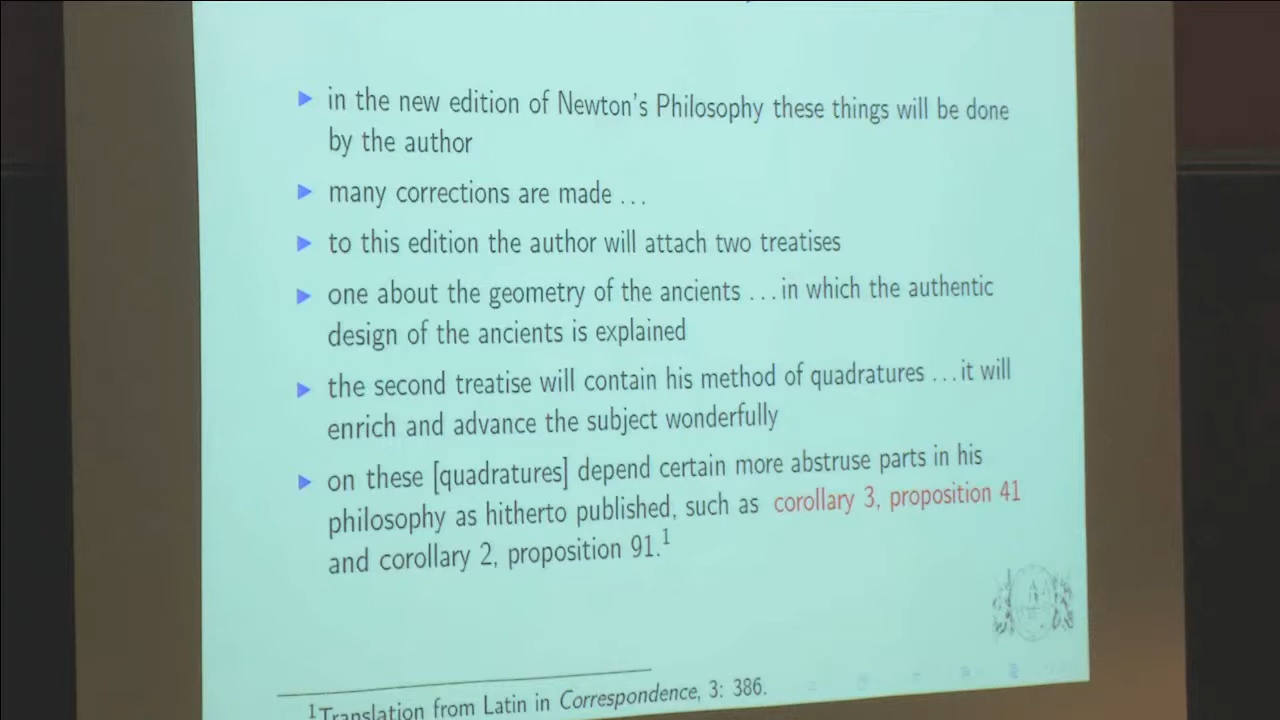 ▶ in the new edition of Newton's Philosophy these things will be done
by the author
▶ many corrections are made ...
▶ to this edition the author will attach two treatises
▶ one about the geometry of the ancients ... in which the authentic
design of the ancients is explained
▶ the second treatise will contain his method of quadratures ... it will
enrich and advance the subject wonderfully
▶ on these [quadratures] depend certain more abstruse parts in his
philosophy as hitherto published, such as corollary 3, proposition 41
and corollary 2, proposition 91.¹
¹Translation from Latin in Correspondence, 3: 386.